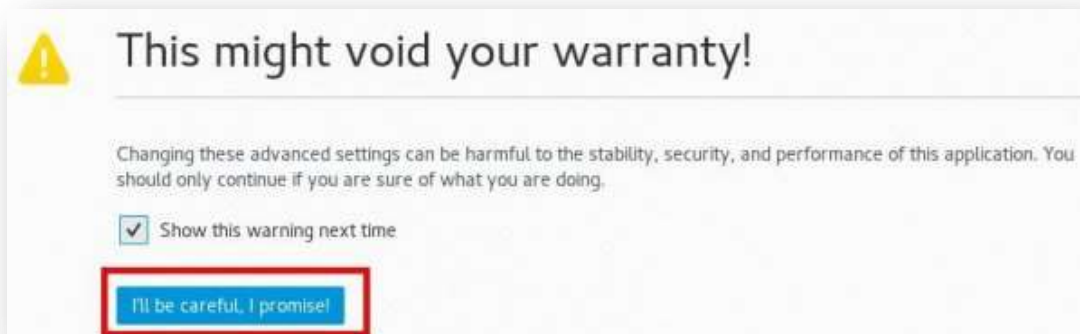 This might void your warranty!
Changing these advanced settings can be harmful to the stability, security, and performance of this application. You
should only continue if you are sure of what you are doing.
Show this warning next time
I'll be careful, I promise!